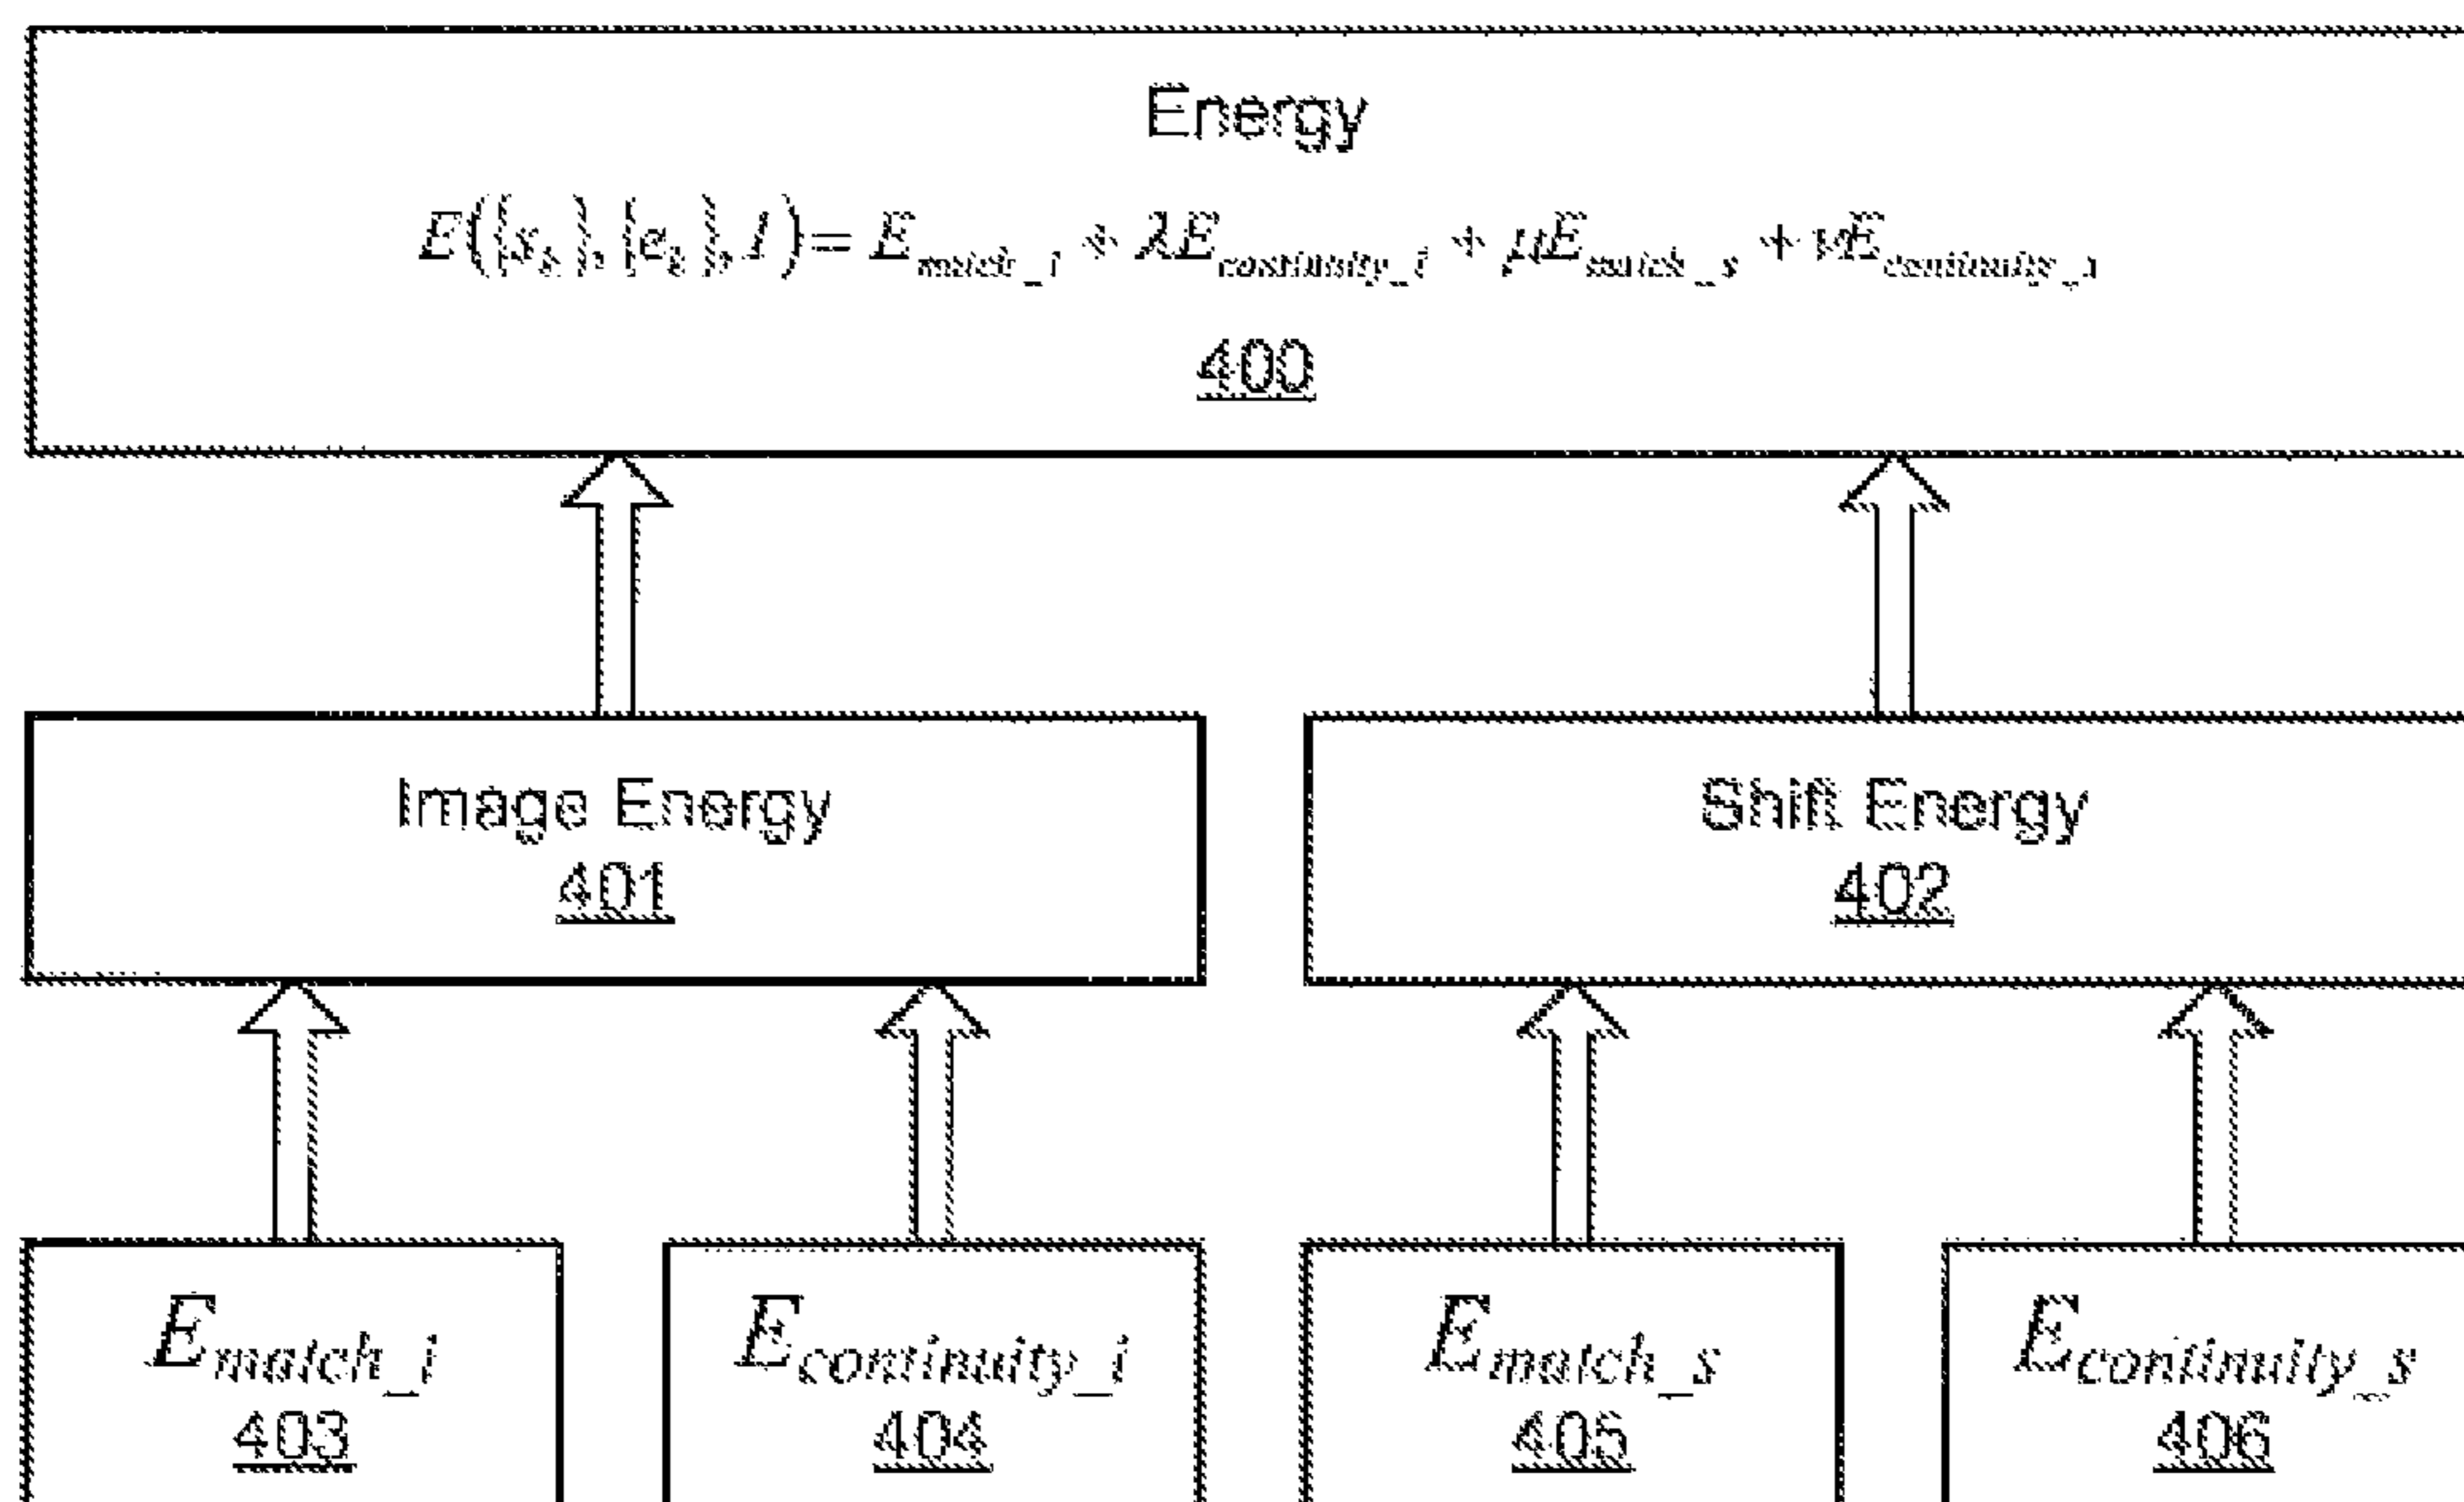 Energy
E({s_k}, {e_k}, I) = E_match_i + λE_continuity_i + μE_match_s + νE_continuity_s
400
Image Energy
401
Shift Energy
402
E_match_i
403
E_continuity_i
404
E_match_s
405
E_continuity_s
406